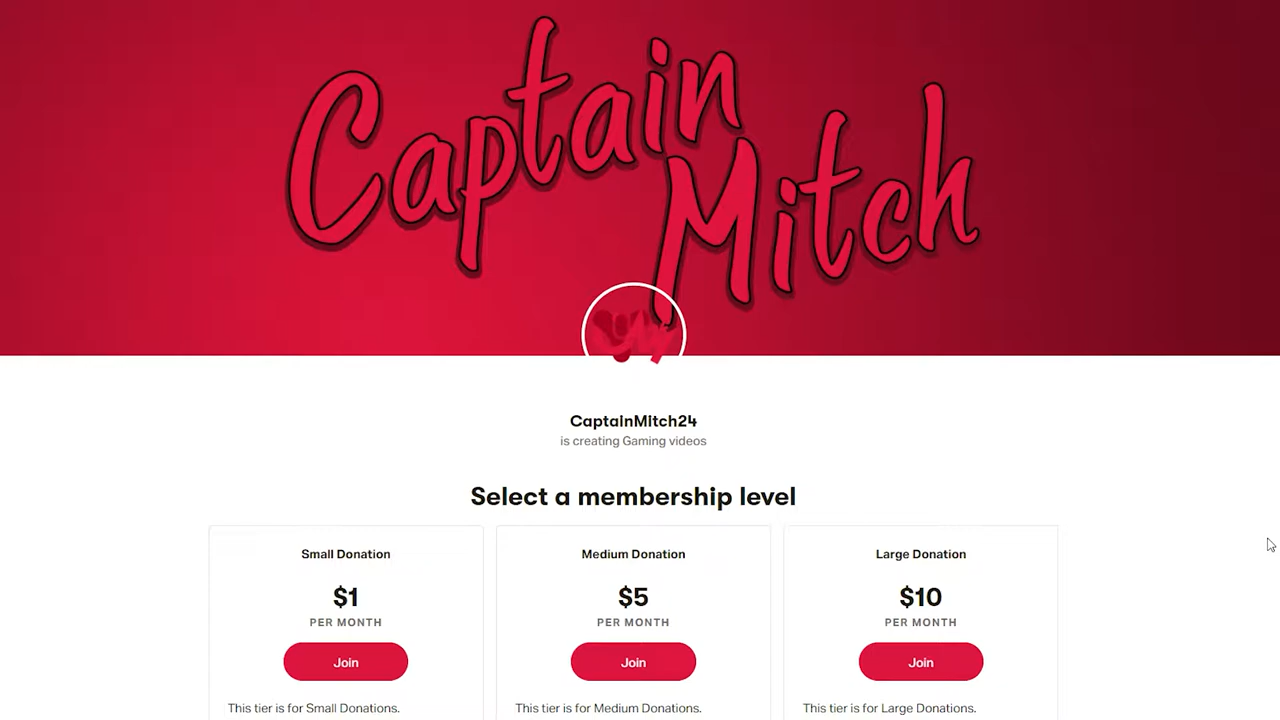 Captain
Mitch
CaptainMitch24
is creating Gaming videos
Select a membership level
Small Donation
$1
PER MONTH
Join
This tier is for Small Donations.
Medium Donation
$5
PER MONTH
Join
This tier is for Medium Donations.
Large Donation
$10
PER MONTH
Join
This tier is for Large Donations.